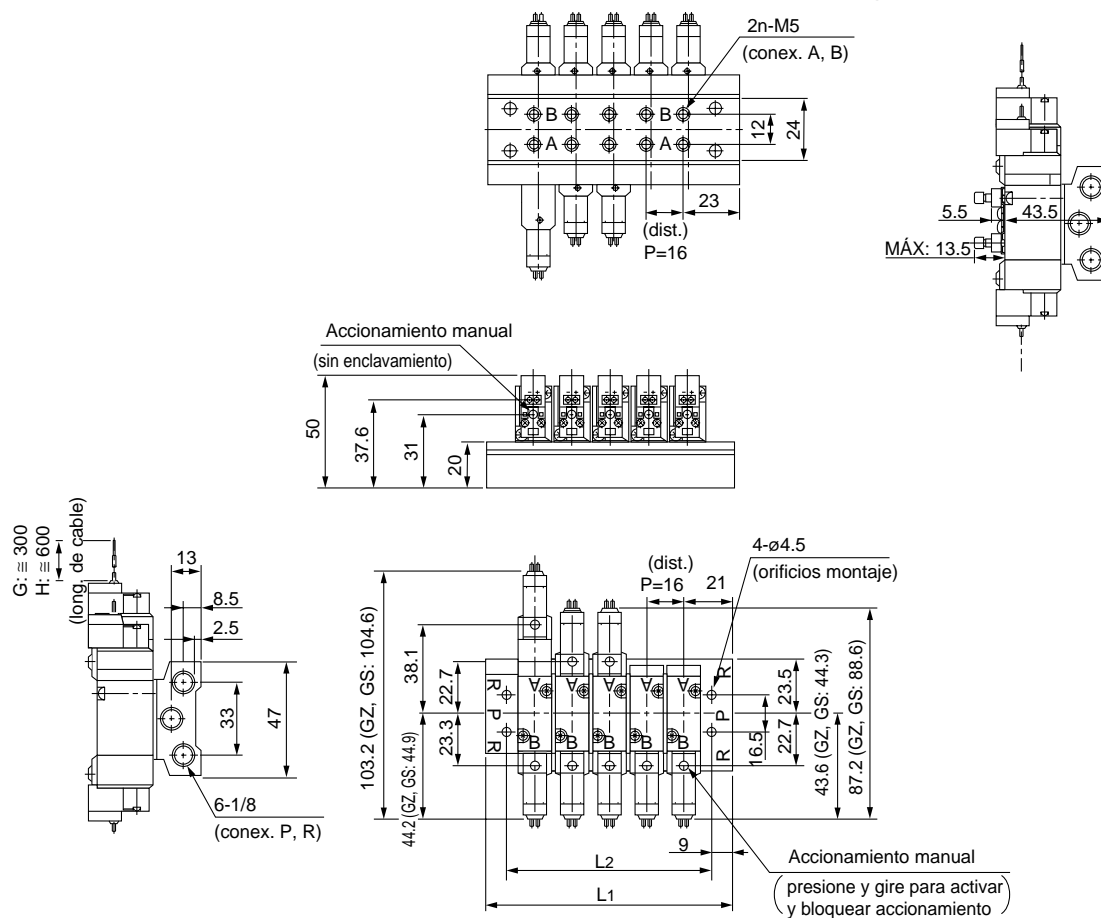 2n-M5
(conex. A, B)
B
B
A
A
12
24
23
(dist.)
P=16
5.5
43.5
MÁX: 13.5
Accionamiento manual
(sin enclavamiento)
50
37.6
31
20
G: ≅ 300
H: ≅ 600
(long. de cable)
13
8.5
2.5
33
47
6-1/8
(conex. P, R)
4-ø4.5
(orificios montaje)
(dist.)
P=16
21
103.2 (GZ, GS: 104.6)
44.2 (GZ, GS: 44.9)
38.1
22.7
23.3
R
P
R
A
A
A
A
A
B
B
B
B
B
R
P
R
16.5
23.5
22.7
43.6 (GZ, GS: 44.3)
87.2 (GZ, GS: 88.6)
9
L2
L1
Accionamiento manual
(presione y gire para activar
y bloquear accionamiento)